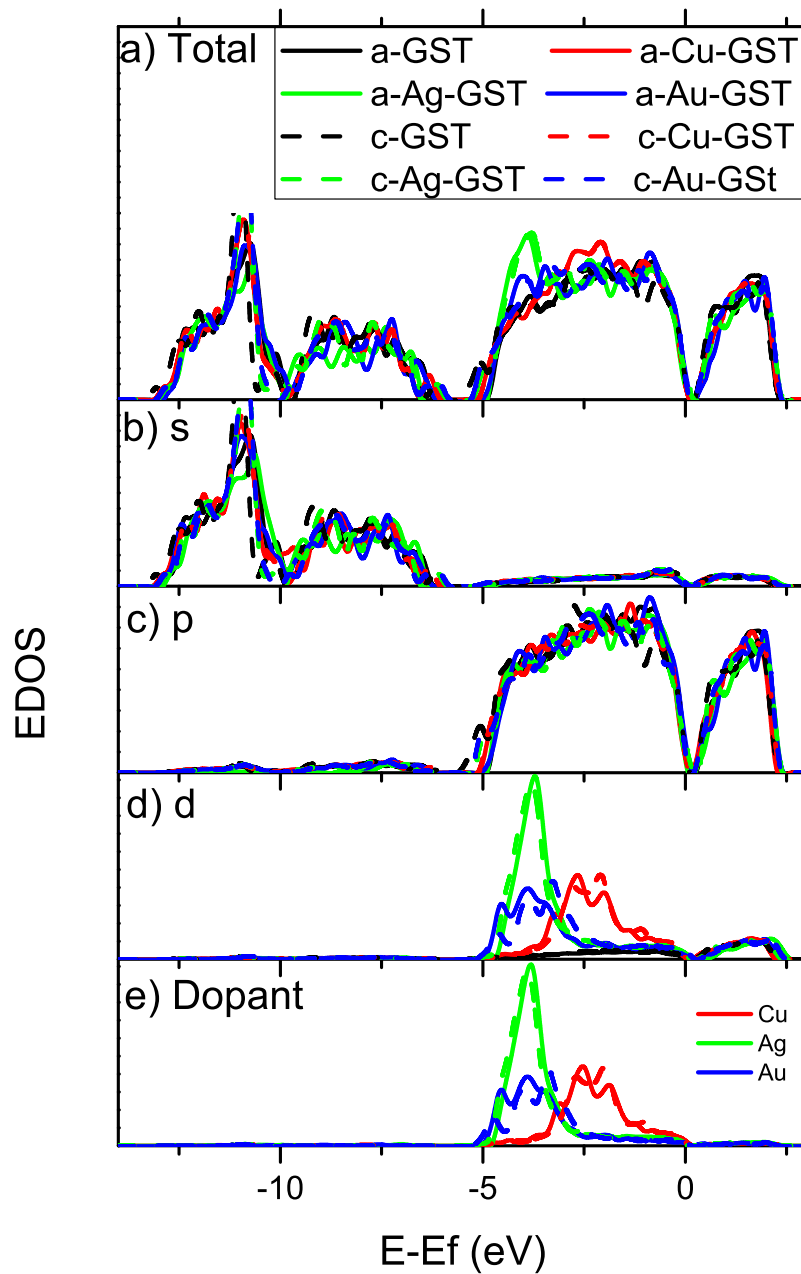 a) Total
a-GST
a-Cu-GST
a-Ag-GST
a-Au-GST
c-GST
c-Cu-GST
c-Ag-GST
c-Au-GSt
b) s
c) p
EDOS
d) d
e) Dopant
Cu
Ag
Au
-10
-5
0
E-Ef (eV)